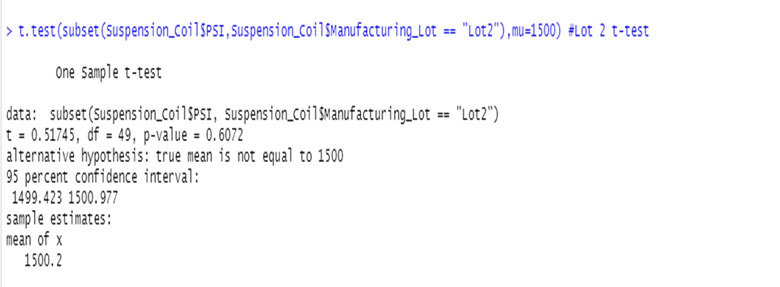 > t.test(subset(Suspension_Coil$PSI,Suspension_Coil$Manufacturing_Lot == "Lot2"),mu=1500) #Lot 2 t-test
One Sample t-test
data:  subset(Suspension_Coil$PSI, Suspension_Coil$Manufacturing_Lot == "Lot2")
t = 0.51745, df = 49, p-value = 0.6072
alternative hypothesis: true mean is not equal to 1500
95 percent confidence interval:
1499.423 1500.977
sample estimates:
mean of x
1500.2